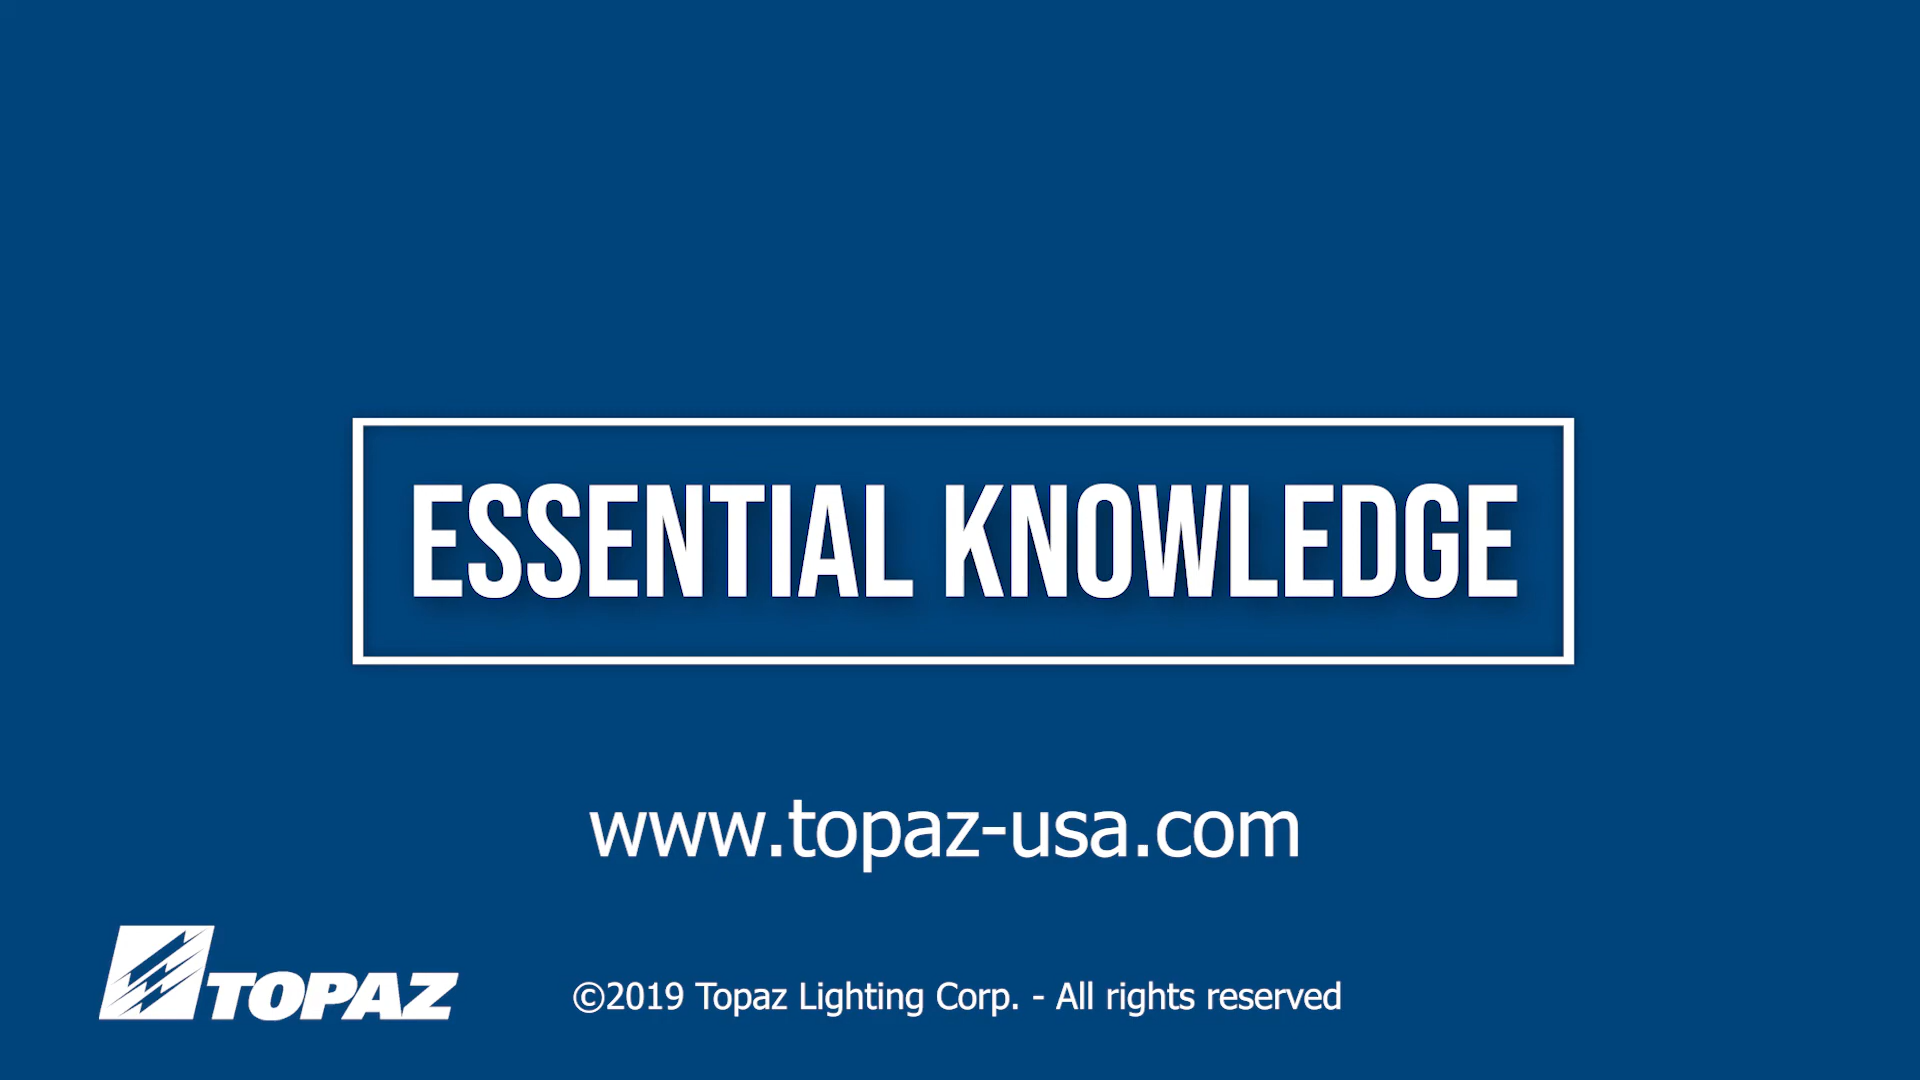 ESSENTIAL KNOWLEDGE
www.topaz-usa.com
TOPAZ
©2019 Topaz Lighting Corp. - All rights reserved